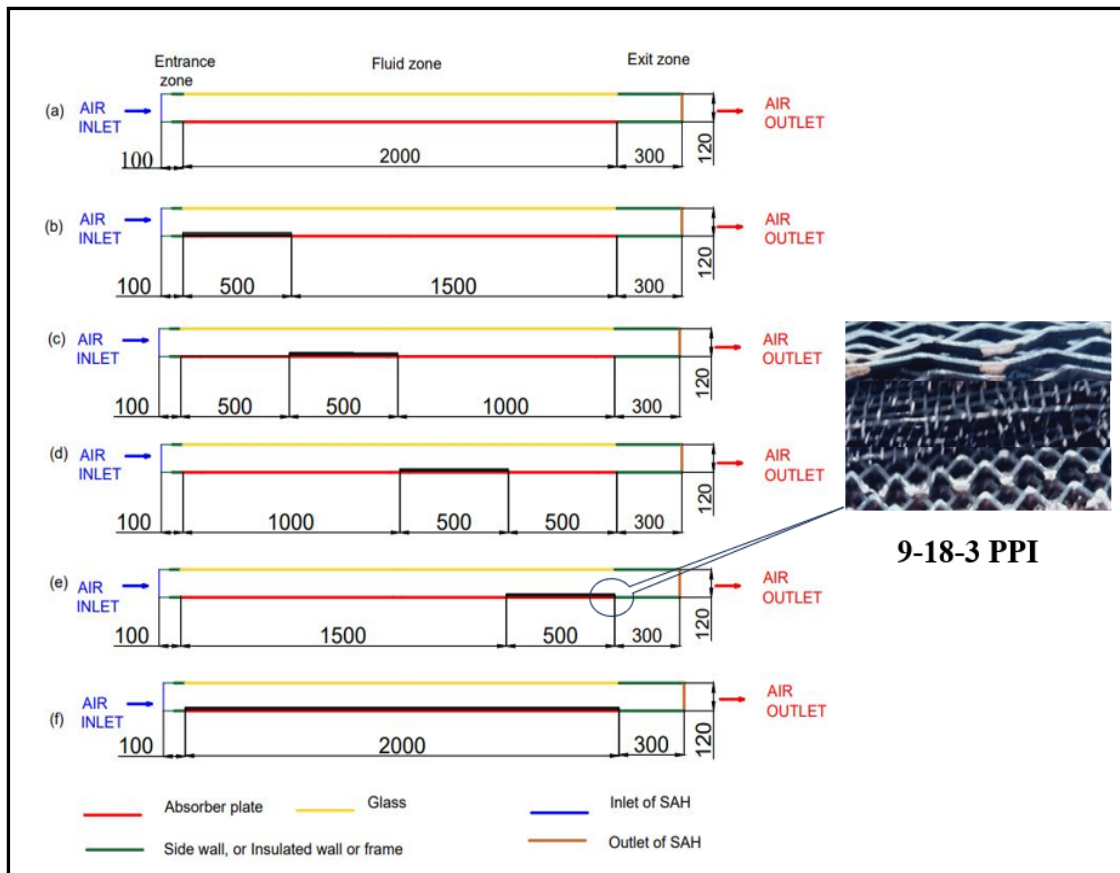 Entrance
zone
Fluid zone
Exit zone
(a)
AIR
INLET
AIR
OUTLET
100
2000
300
120
(b)
AIR
INLET
AIR
OUTLET
100
500
1500
300
120
(c)
AIR
INLET
AIR
OUTLET
100
500
500
1000
300
120
(d)
AIR
INLET
AIR
OUTLET
100
1000
500
500
300
120
9-18-3 PPI
(e)
AIR
INLET
AIR
OUTLET
100
1500
500
300
120
(f)
AIR
INLET
AIR
OUTLET
100
2000
300
120
Absorber plate
Glass
Inlet of SAH
Side wall, or Insulated wall or frame
Outlet of SAH